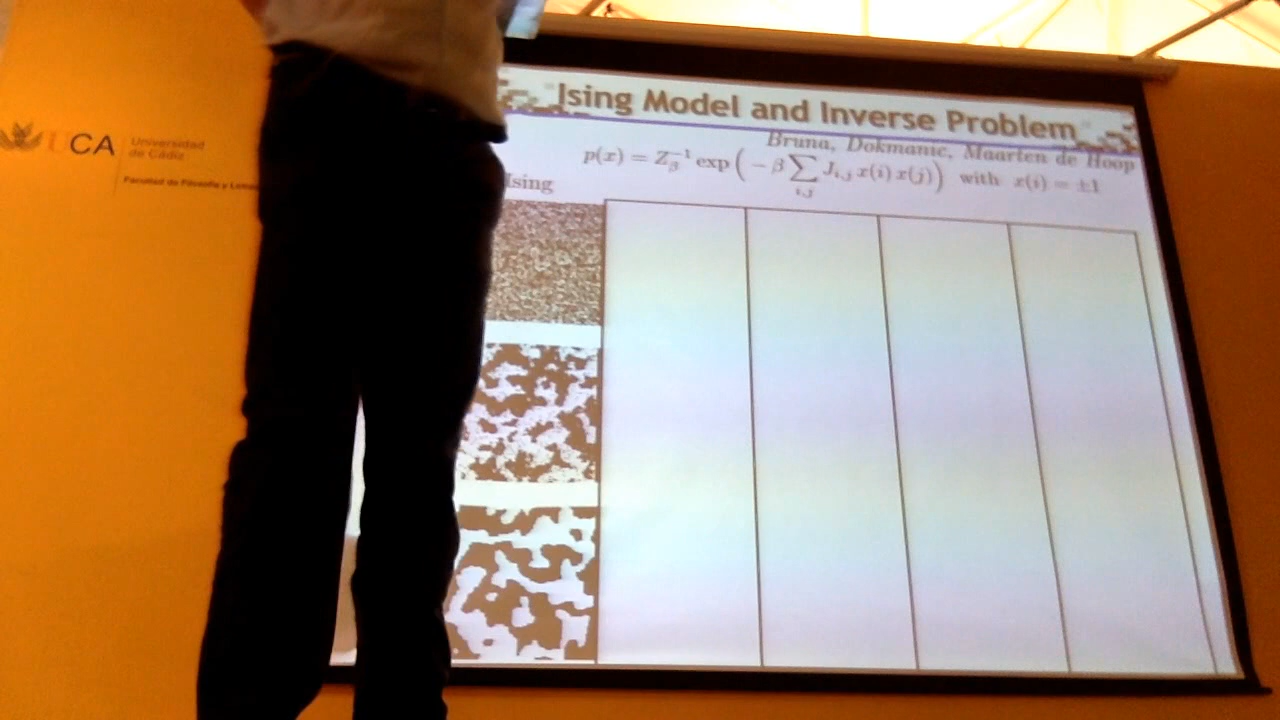 UCA
Universidad
de Cádiz
Facultad de Filosofía y Letras
Ising Model and Inverse Problem
Bruna, Dokmanic, Maarten de Hoop
p(x) = Z_β^{-1} exp ( − β ∑_{i,j} J_{i,j} x(i) x(j) ) with x(i) = ±1
Ising